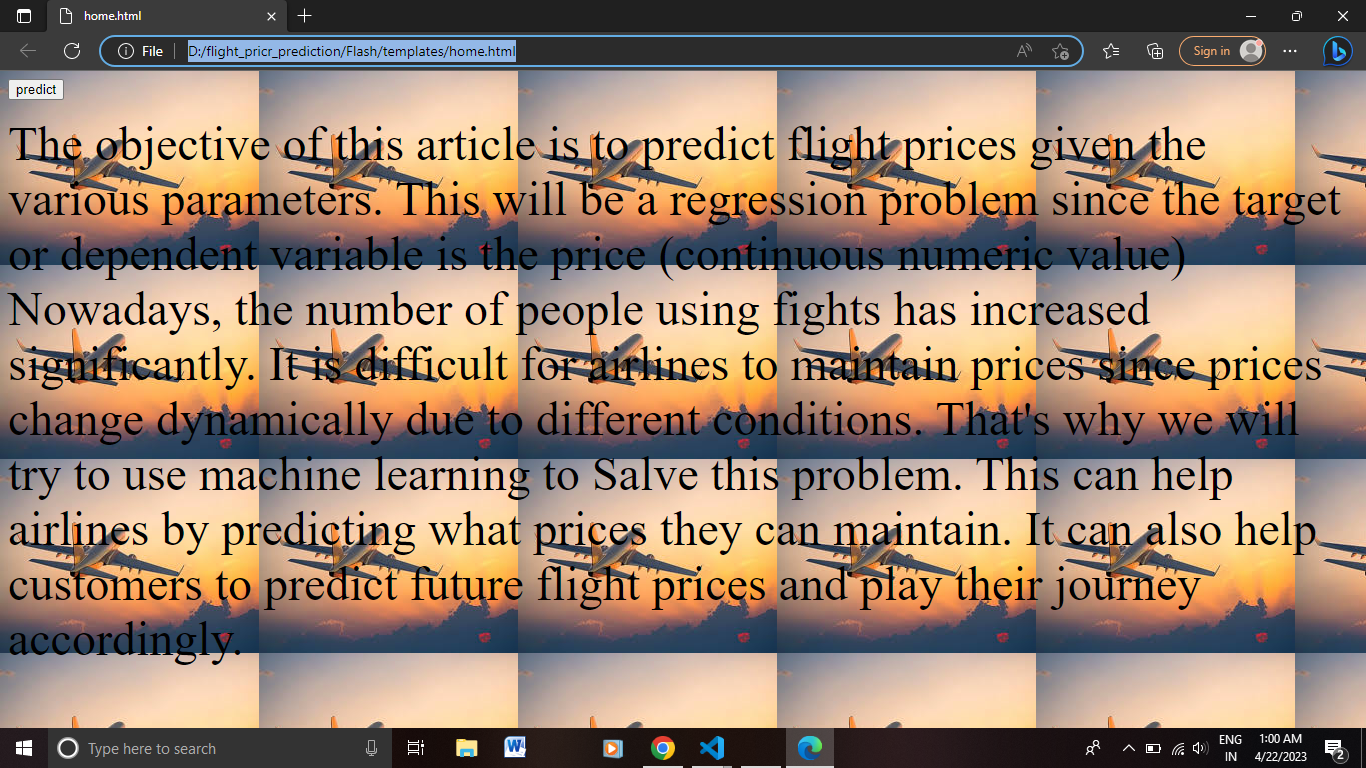 home.html
File
D:/flight_pricr_prediction/Flash/templates/home.html
Sign in
predict
The objective of this article is to predict flight prices given the
various parameters. This will be a regression problem since the target
or dependent variable is the price (continuous numeric value)
Nowadays, the number of people using fights has increased
significantly. It is difficult for airlines to maintain prices since prices
change dynamically due to different conditions. That's why we will
try to use machine learning to Salve this problem. This can help
airlines by predicting what prices they can maintain. It can also help
customers to predict future flight prices and play their journey
accordingly.
Type here to search
ENG
IN
1:00 AM
4/22/2023
2